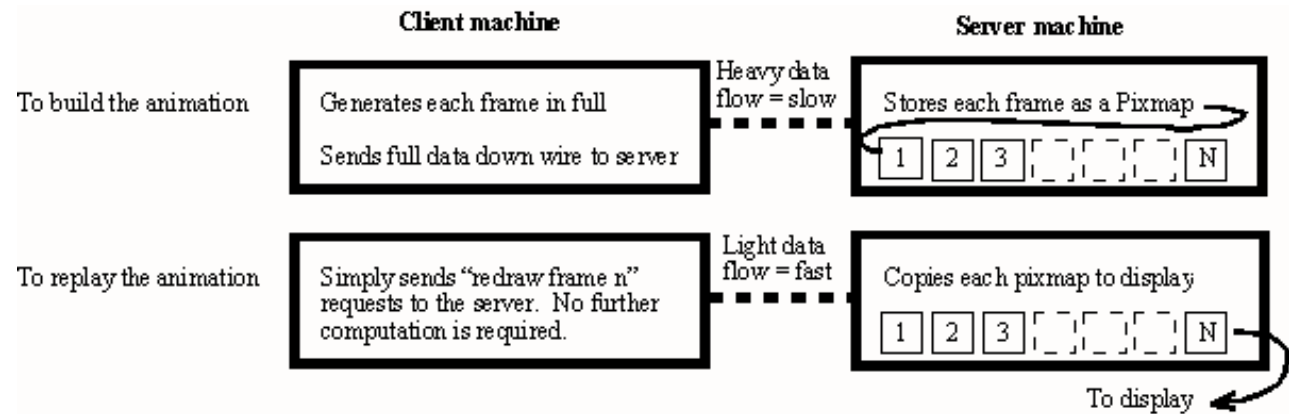 Client machine
Server machine
To build the animation
Generates each frame in full
Sends full data down wire to server
Heavy data
flow = slow
Stores each frame as a Pixmap
1 2 3 N
To replay the animation
Simply sends “redraw frame n”
requests to the server. No further
computation is required.
Light data
flow = fast
Copies each pixmap to display
1 2 3 N
To display